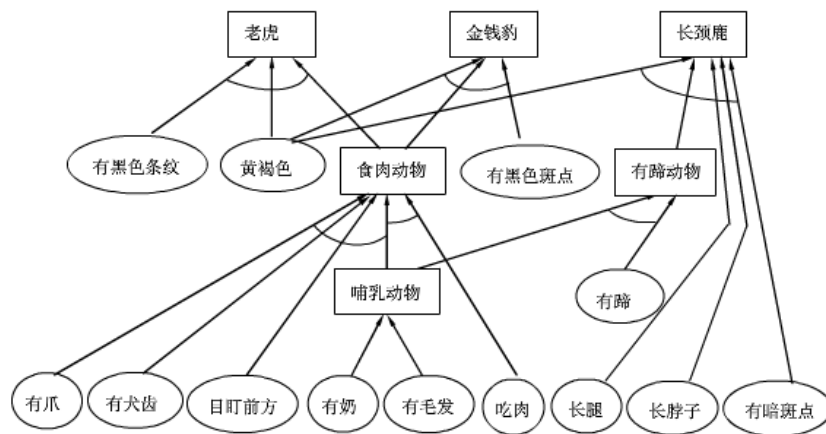 老虎
金钱豹
长颈鹿
有黑色条纹
黄褐色
食肉动物
有黑色斑点
有蹄动物
哺乳动物
有蹄
有爪
有犬齿
目盯前方
有奶
有毛发
吃肉
长腿
长脖子
有暗斑点